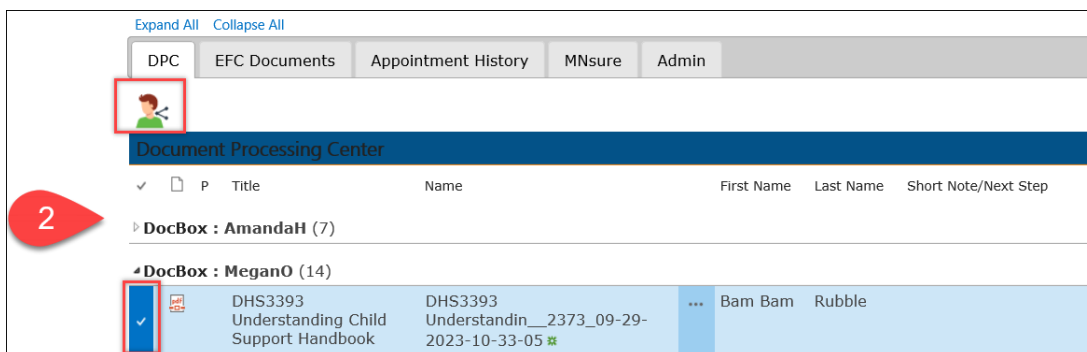 Expand All Collapse All
DPC EFC Documents Appointment History MNsure Admin
Document Processing Center
P Title Name First Name Last Name Short Note/Next Step
2
DocBox : AmandaH (7)
DocBox : MeganO (14)
pdf DHS3393 DHS3393 ... Bam Bam Rubble
Understanding Child Understandin__2373_09-29-
Support Handbook 2023-10-33-05